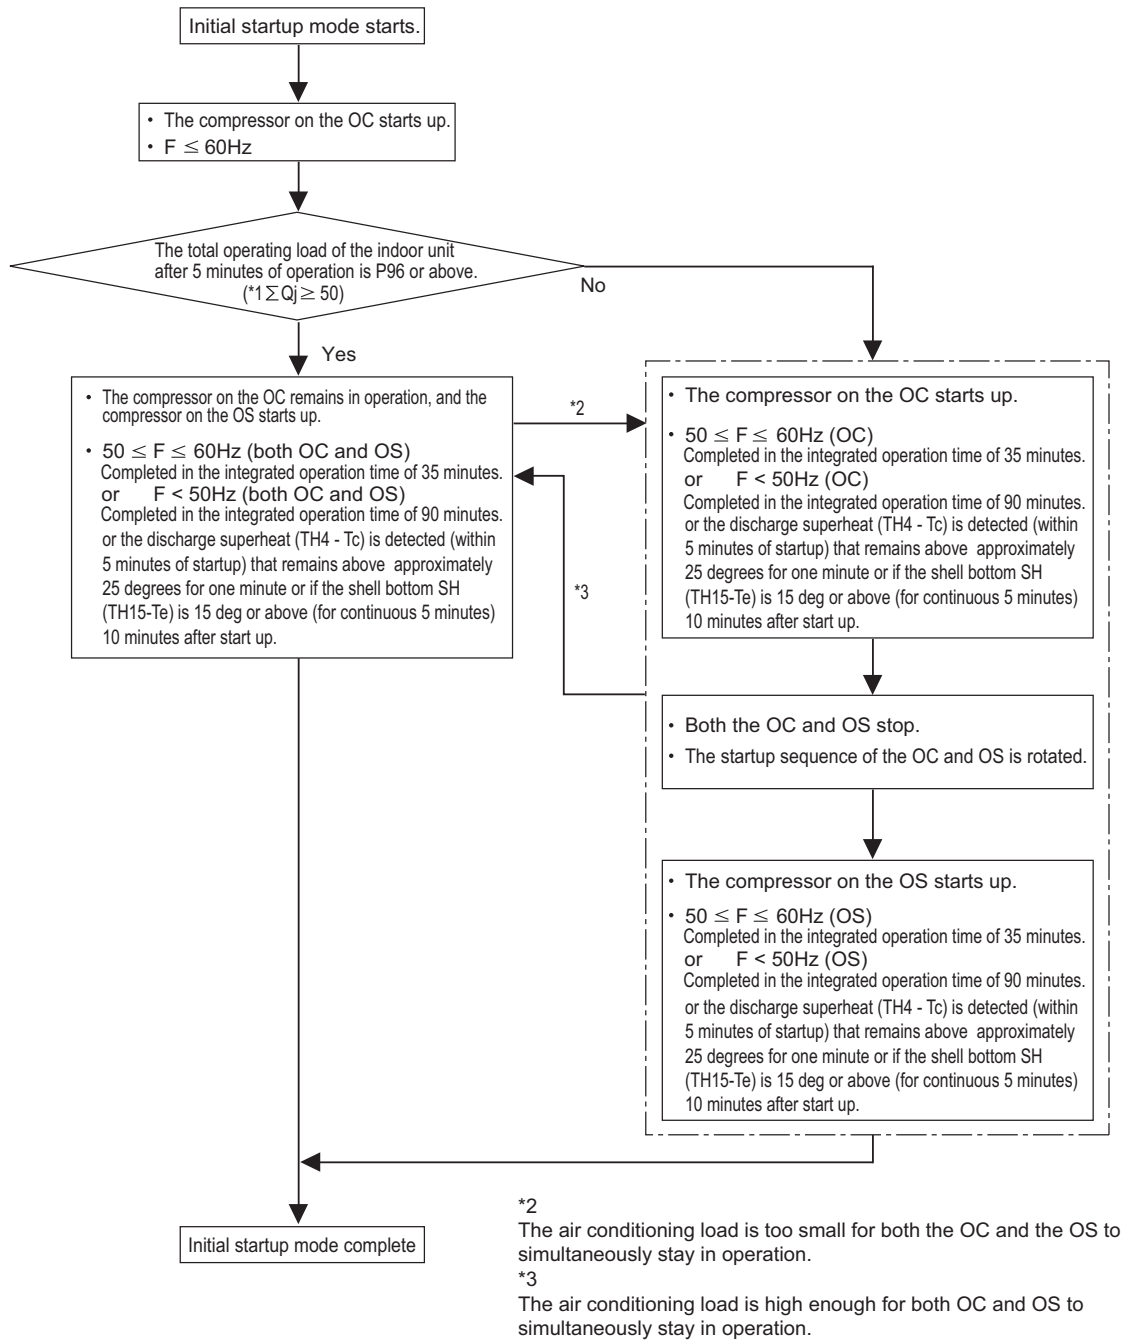 Initial startup mode starts.
• The compressor on the OC starts up.
• F ≤ 60Hz
The total operating load of the indoor unit
after 5 minutes of operation is P96 or above.
(*1 ∑Qj ≥ 50)
No
Yes
• The compressor on the OC remains in operation, and the
compressor on the OS starts up.
• 50 ≤ F ≤ 60Hz (both OC and OS)
Completed in the integrated operation time of 35 minutes.
or F < 50Hz (both OC and OS)
Completed in the integrated operation time of 90 minutes.
or the discharge superheat (TH4 - Tc) is detected (within
5 minutes of startup) that remains above approximately
25 degrees for one minute or if the shell bottom SH
(TH15-Te) is 15 deg or above (for continuous 5 minutes)
10 minutes after start up.
*2
*3
• The compressor on the OC starts up.
• 50 ≤ F ≤ 60Hz (OC)
Completed in the integrated operation time of 35 minutes.
or F < 50Hz (OC)
Completed in the integrated operation time of 90 minutes.
or the discharge superheat (TH4 - Tc) is detected (within
5 minutes of startup) that remains above approximately
25 degrees for one minute or if the shell bottom SH
(TH15-Te) is 15 deg or above (for continuous 5 minutes)
10 minutes after start up.
• Both the OC and OS stop.
• The startup sequence of the OC and OS is rotated.
• The compressor on the OS starts up.
• 50 ≤ F ≤ 60Hz (OS)
Completed in the integrated operation time of 35 minutes.
or F < 50Hz (OS)
Completed in the integrated operation time of 90 minutes.
or the discharge superheat (TH4 - Tc) is detected (within
5 minutes of startup) that remains above approximately
25 degrees for one minute or if the shell bottom SH
(TH15-Te) is 15 deg or above (for continuous 5 minutes)
10 minutes after start up.
Initial startup mode complete
*2
The air conditioning load is too small for both the OC and the OS to
simultaneously stay in operation.
*3
The air conditioning load is high enough for both OC and OS to
simultaneously stay in operation.